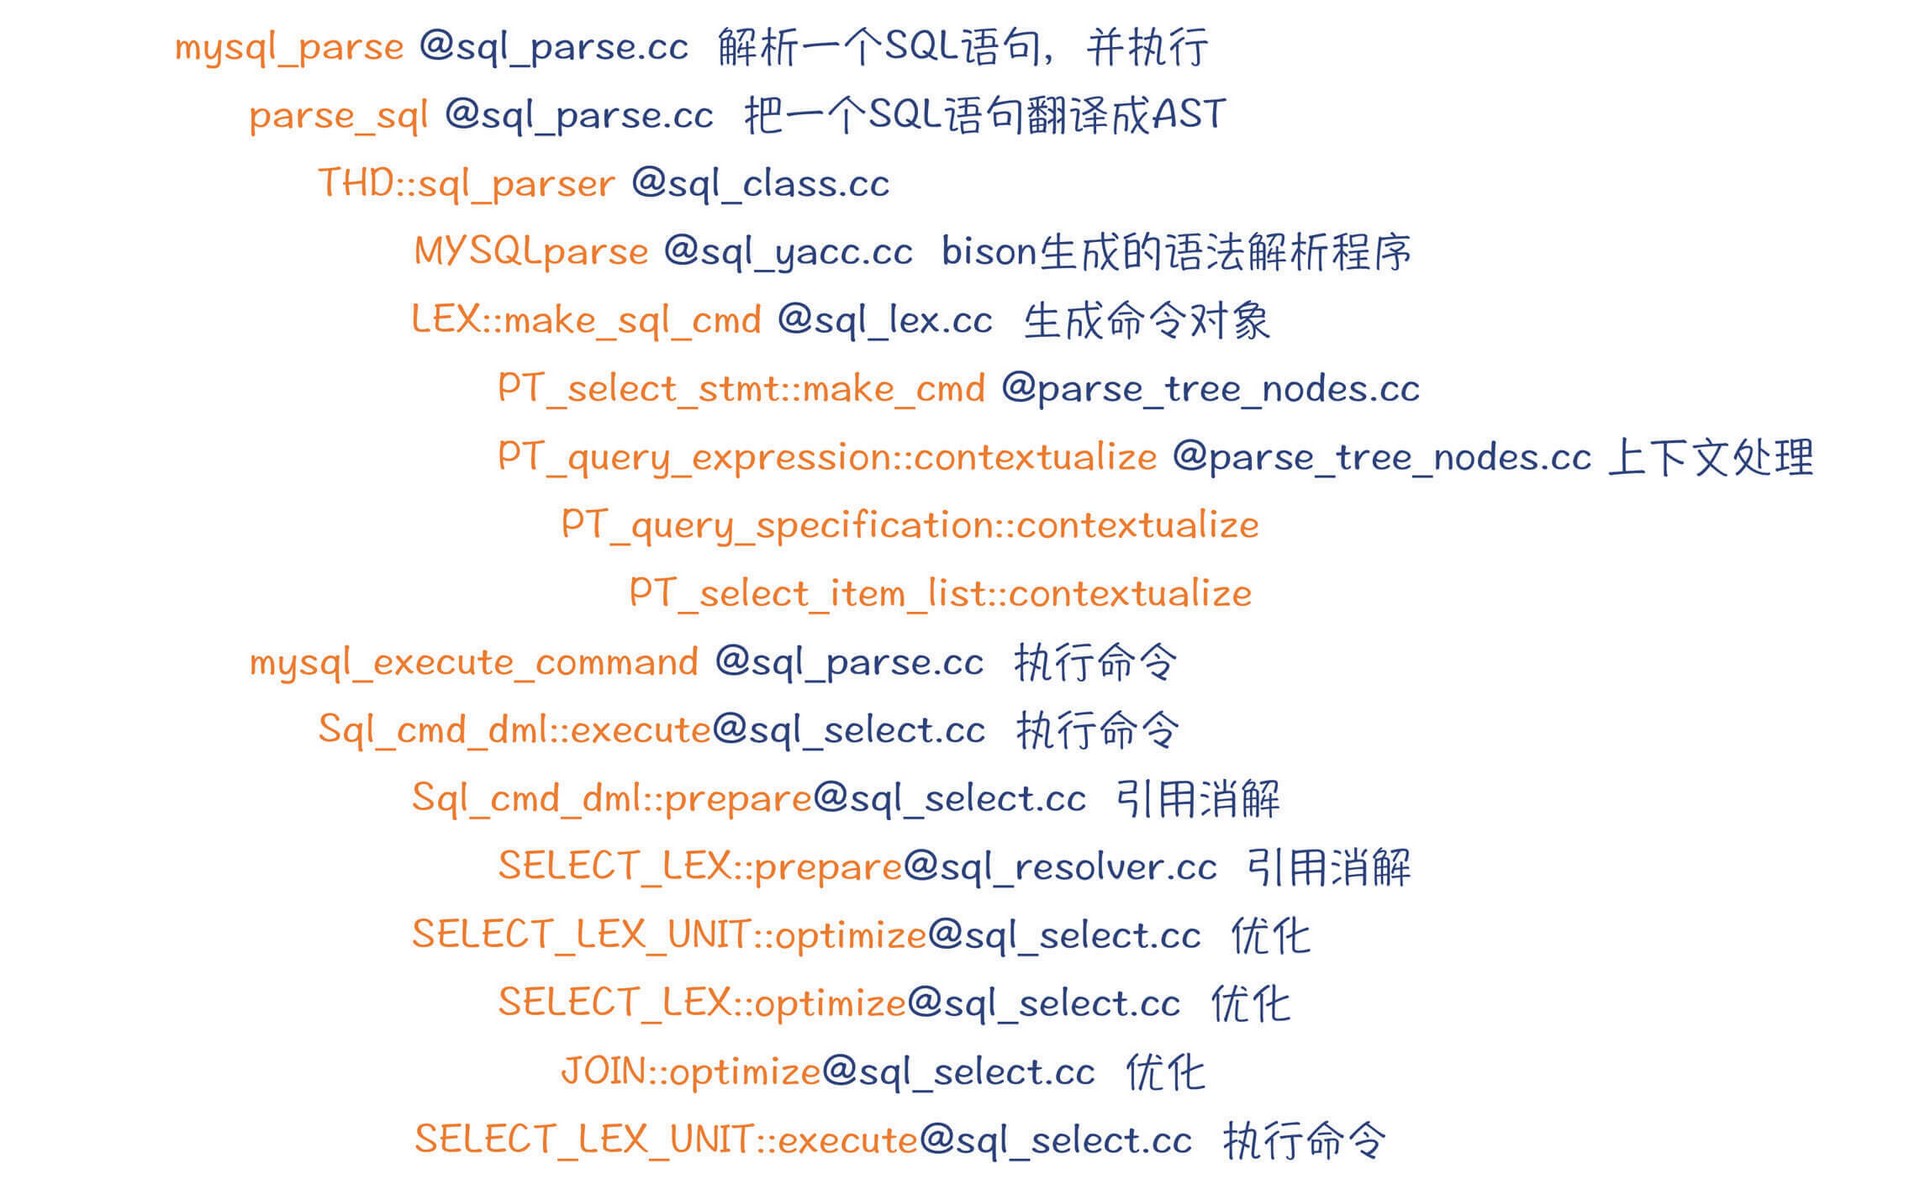 mysql_parse @sql_parse.cc 解析一个SQL语句，并执行
parse_sql @sql_parse.cc 把一个SQL语句翻译成AST
THD::sql_parser @sql_class.cc
MYSQLparse @sql_yacc.cc bison生成的语法解析程序
LEX::make_sql_cmd @sql_lex.cc 生成命令对象
PT_select_stmt::make_cmd @parse_tree_nodes.cc
PT_query_expression::contextualize @parse_tree_nodes.cc 上下文处理
PT_query_specification::contextualize
PT_select_item_list::contextualize
mysql_execute_command @sql_parse.cc 执行命令
Sql_cmd_dml::execute@sql_select.cc 执行命令
Sql_cmd_dml::prepare@sql_select.cc 引用消解
SELECT_LEX::prepare@sql_resolver.cc 引用消解
SELECT_LEX_UNIT::optimize@sql_select.cc 优化
SELECT_LEX::optimize@sql_select.cc 优化
JOIN::optimize@sql_select.cc 优化
SELECT_LEX_UNIT::execute@sql_select.cc 执行命令